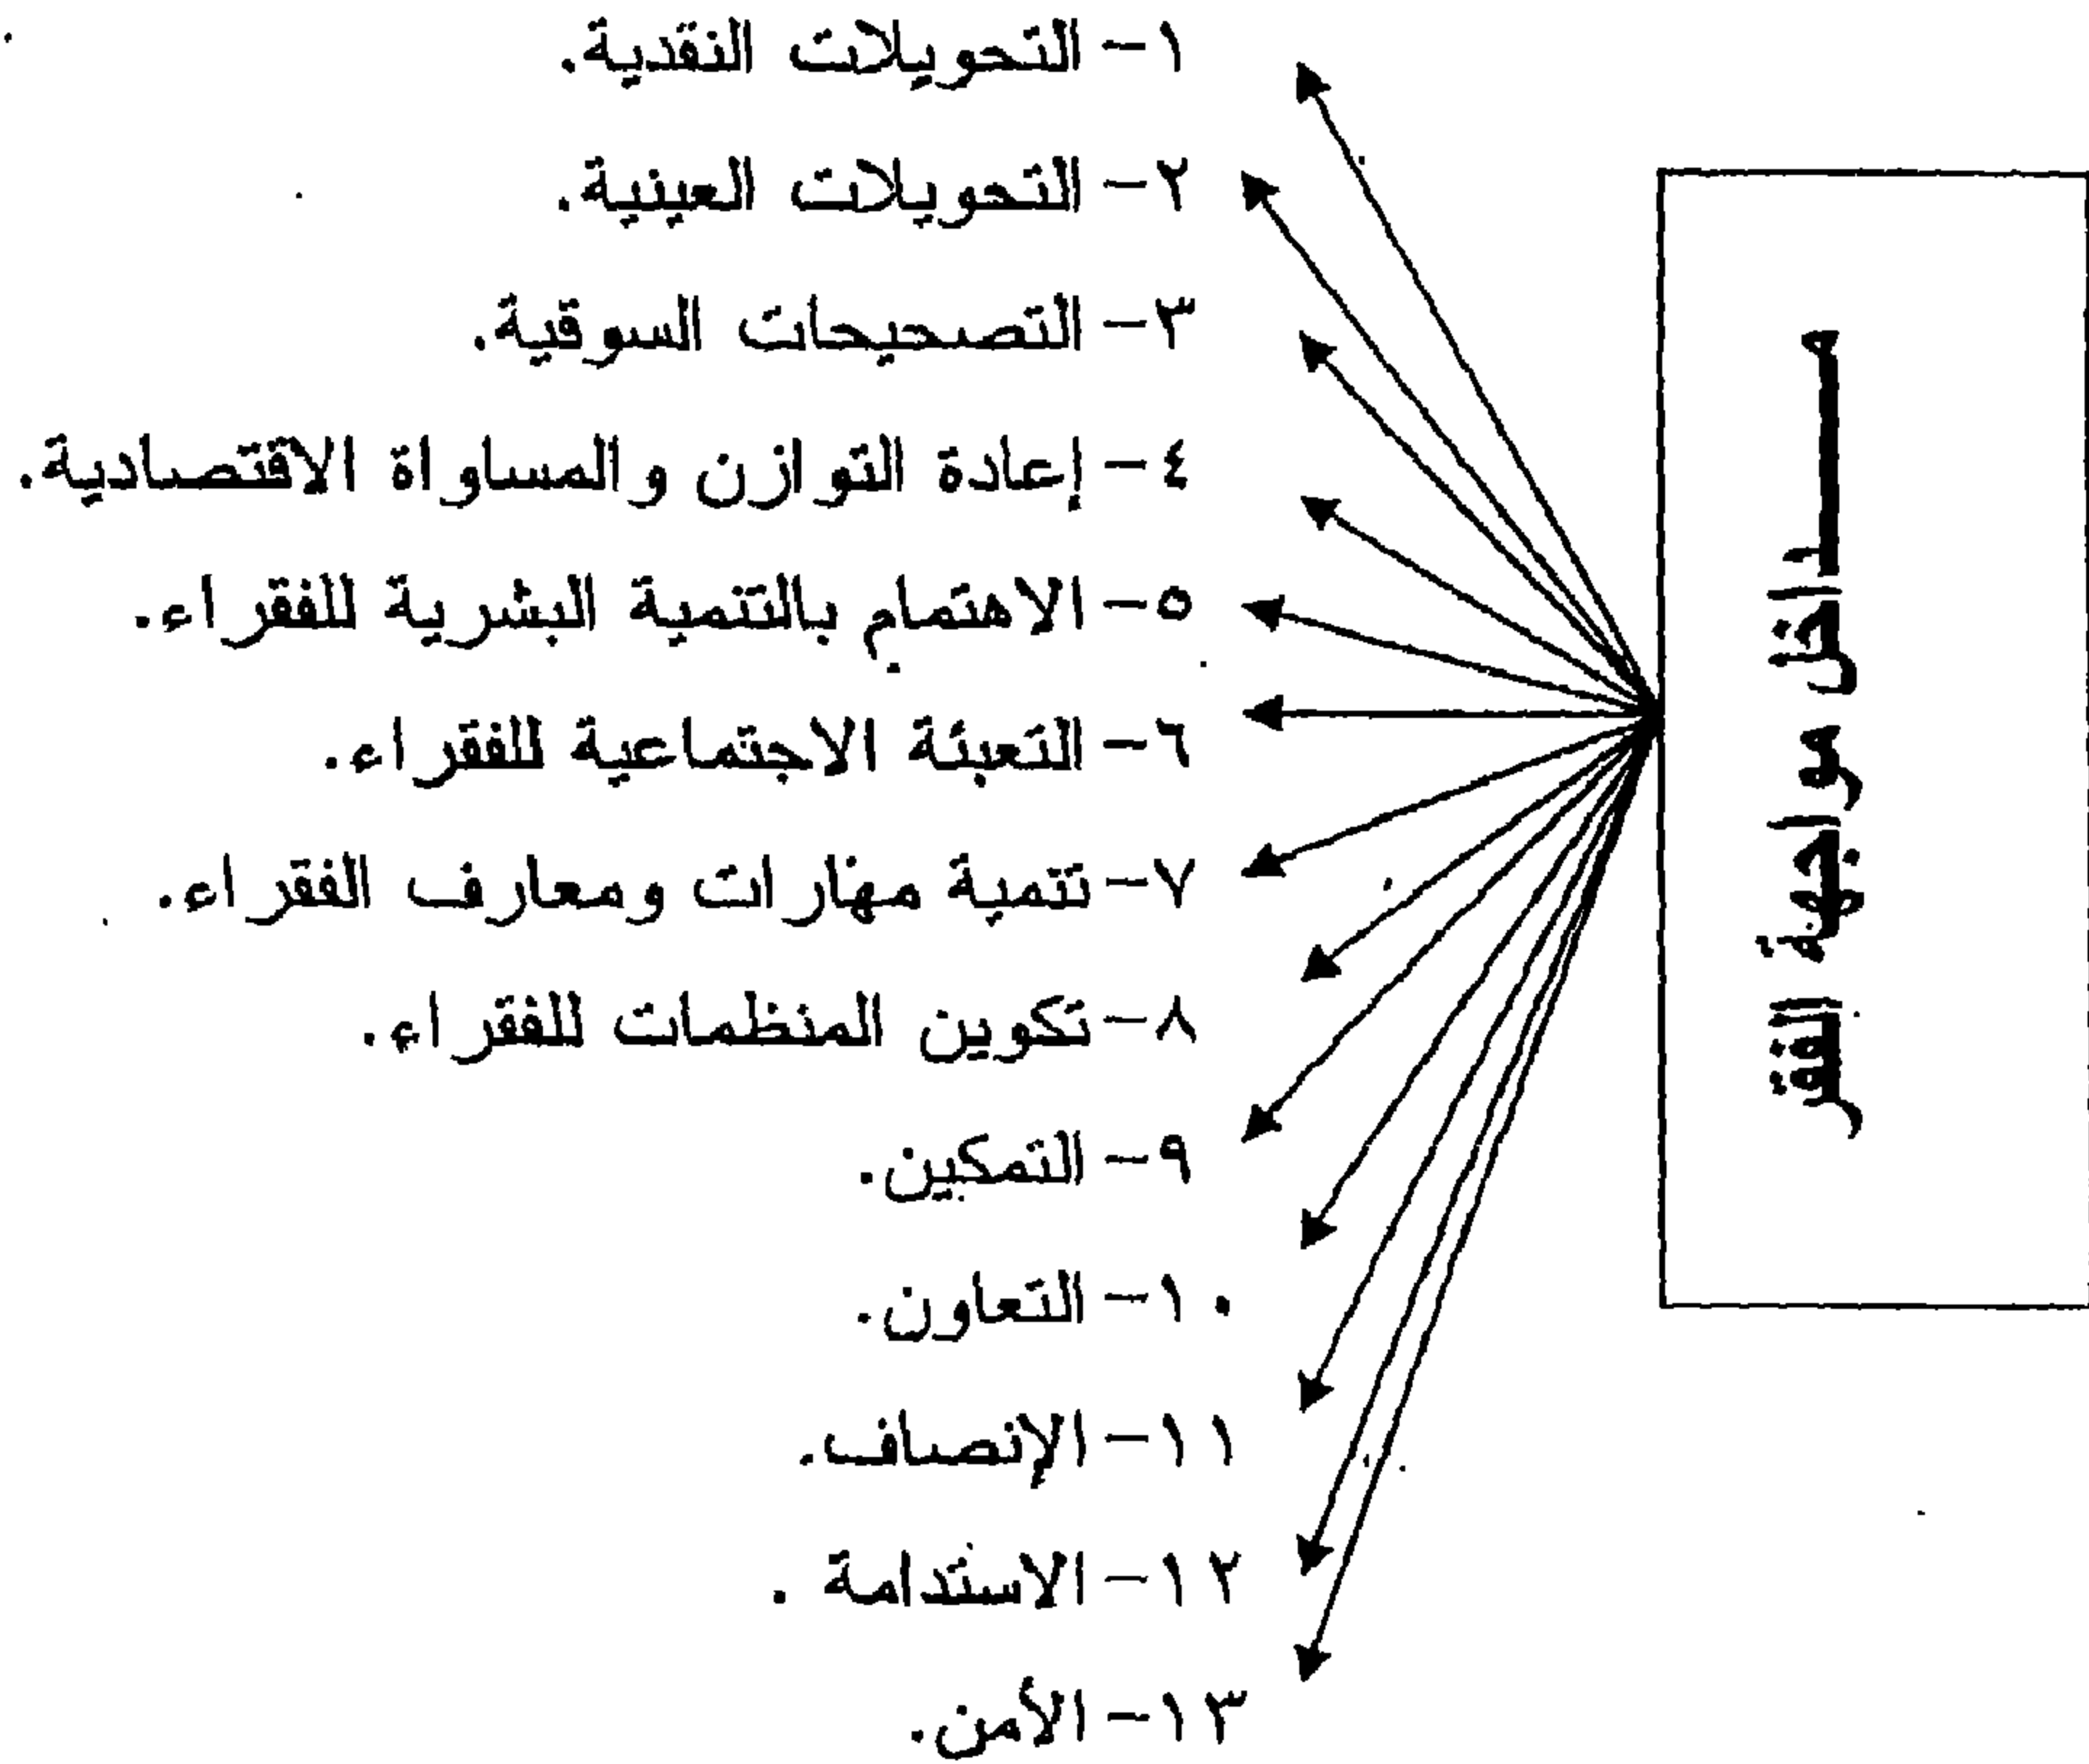 مداخل مواجهة الفقر
١- التحويلات النقدية.
٢- التحويلات العينية.
٣- التصحيحات السوقية.
٤- إعادة التوازن والمساواة الاقتصادية.
٥- الاهتمام بالتنمية البشرية للفقراء.
٦- التعبئة الاجتماعية للفقراء.
٧- تنمية مهارات ومعارف الفقراء.
٨- تكوين المنظمات للفقراء.
٩- التمكين.
١٠- التعاون.
١١- الإنصاف.
١٢- الاستدامة .
١٣- الأمن.